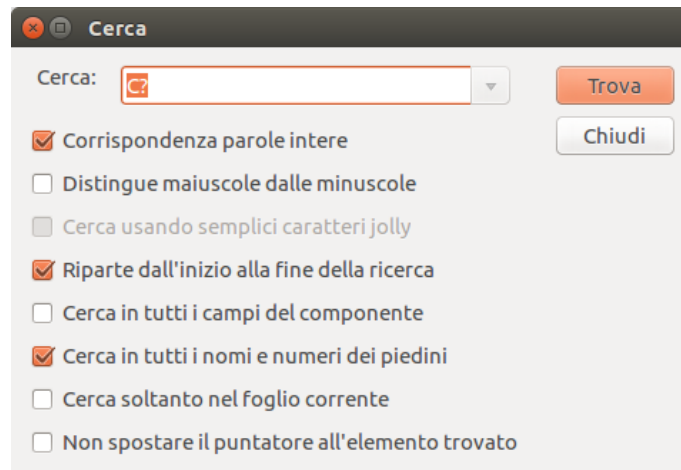 Cerca
Cerca: C? Trova
Chiudi
Corrispondenza parole intere
Distingue maiuscole dalle minuscole
Cerca usando semplici caratteri jolly
Riparte dall'inizio alla fine della ricerca
Cerca in tutti i campi del componente
Cerca in tutti i nomi e numeri dei piedini
Cerca soltanto nel foglio corrente
Non spostare il puntatore all'elemento trovato